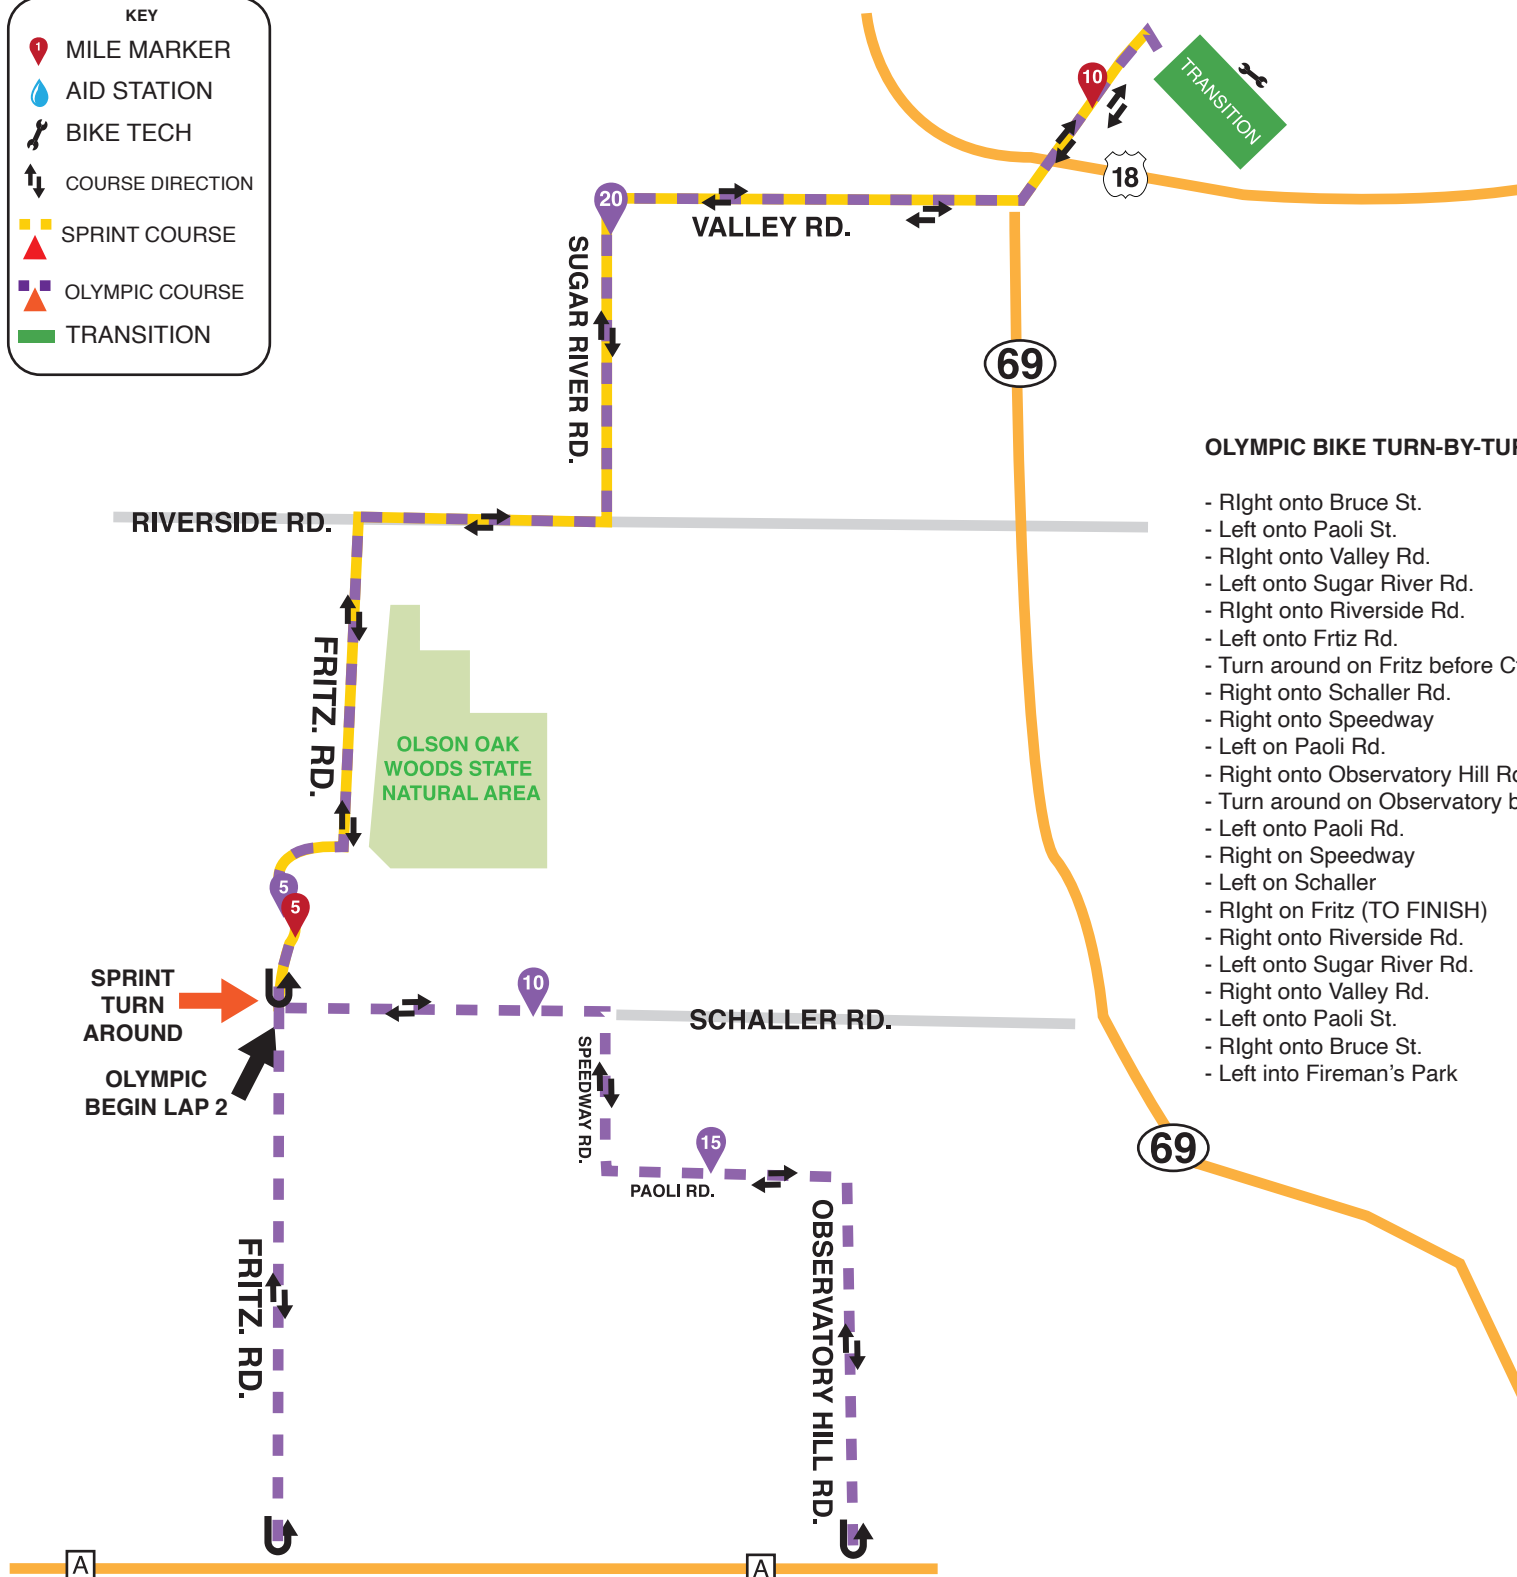 KEY
1
MILE MARKER
AID STATION
BIKE TECH
COURSE DIRECTION
SPRINT COURSE
OLYMPIC COURSE
TRANSITION
10
TRANSITION
18
20
VALLEY RD.
SUGAR RIVER RD.
69
RIVERSIDE RD.
FRITZ. RD.
OLSON OAK
WOODS STATE
NATURAL AREA
5
5
SPRINT
TURN
AROUND
OLYMPIC
BEGIN LAP 2
10
SCHALLER RD.
SPEEDWAY RD.
15
PAOLI RD.
69
FRITZ. RD.
OBSERVATORY HILL RD.
A
A
OLYMPIC BIKE TURN-BY-TU
- RIght onto Bruce St.
- Left onto Paoli St.
- RIght onto Valley Rd.
- Left onto Sugar River Rd.
- RIght onto Riverside Rd.
- Left onto Frtiz Rd.
- Turn around on Fritz before C
- Right onto Schaller Rd.
- Right onto Speedway
- Left on Paoli Rd.
- Right onto Observatory Hill Rd
- Turn around on Observatory b
- Left onto Paoli Rd.
- Right on Speedway
- Left on Schaller
- RIght on Fritz (TO FINISH)
- Right onto Riverside Rd.
- Left onto Sugar River Rd.
- Right onto Valley Rd.
- Left onto Paoli St.
- RIght onto Bruce St.
- Left into Fireman's Park